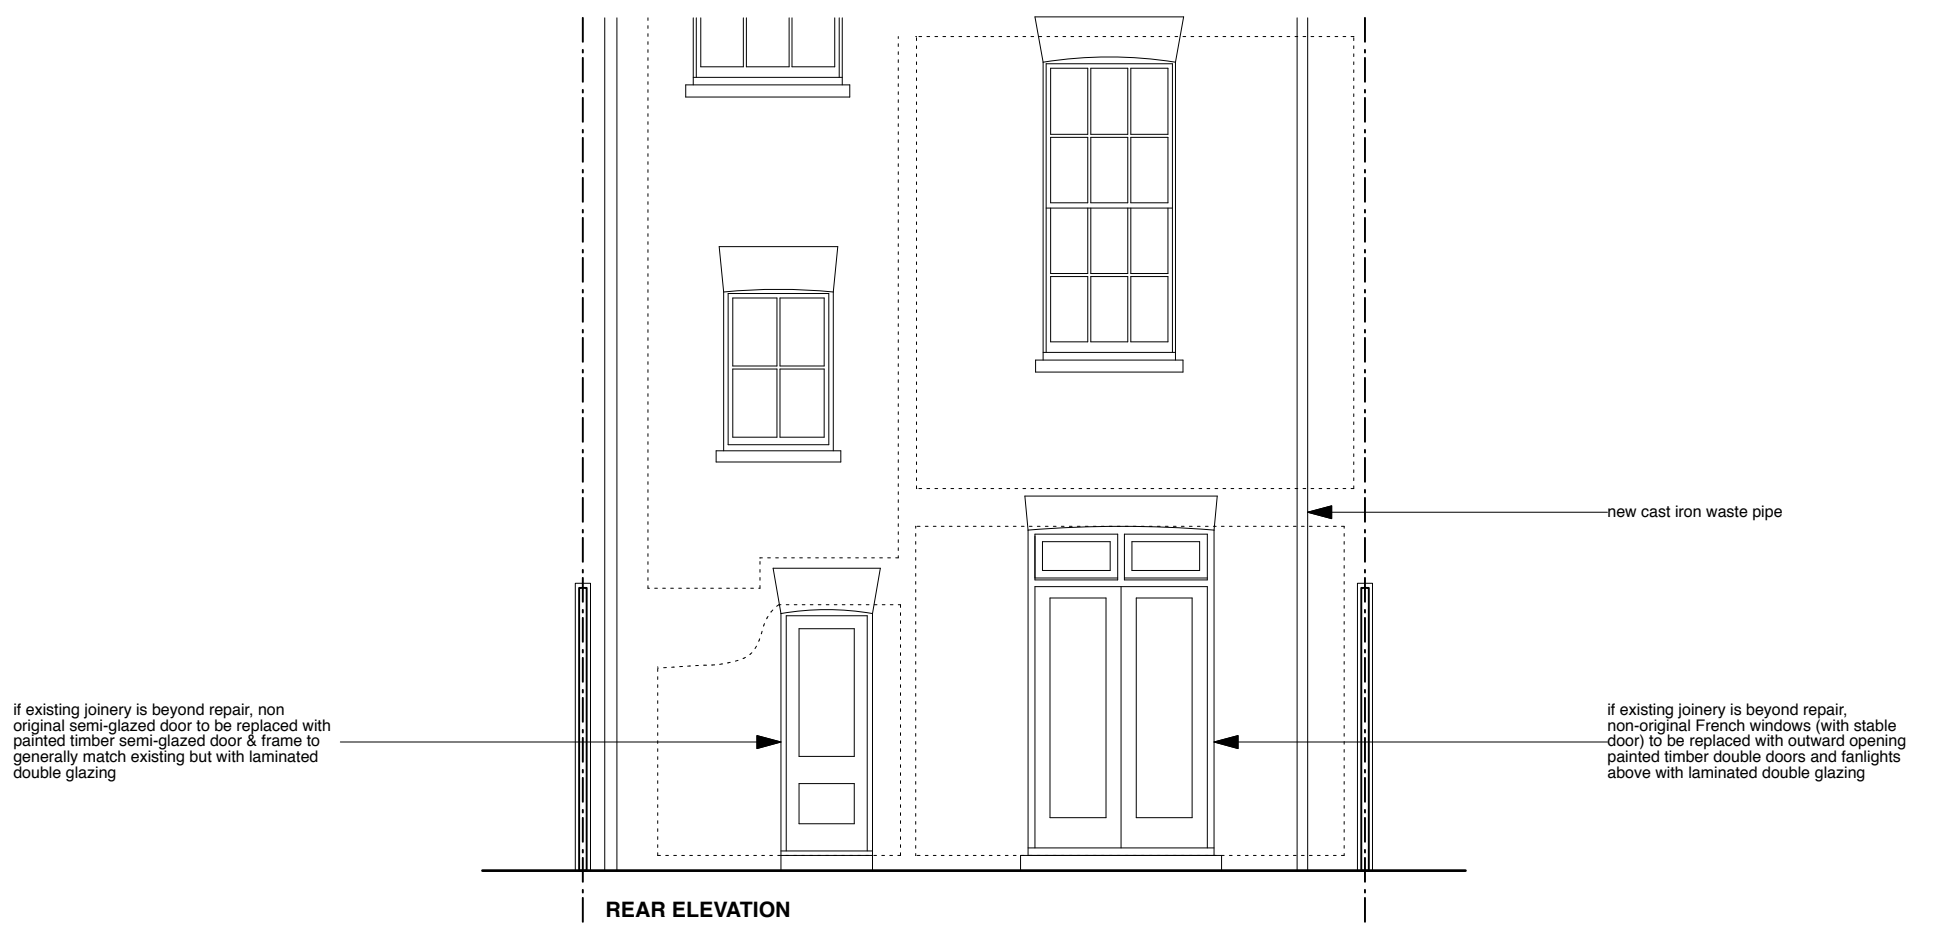 new cast iron waste pipe
if existing joinery is beyond repair, non
original semi-glazed door to be replaced with
painted timber semi-glazed door & frame to
generally match existing but with laminated
double glazing
if existing joinery is beyond repair,
non-original French windows (with stable
door) to be replaced with outward opening
painted timber double doors and fanlights
above with laminated double glazing
REAR ELEVATION